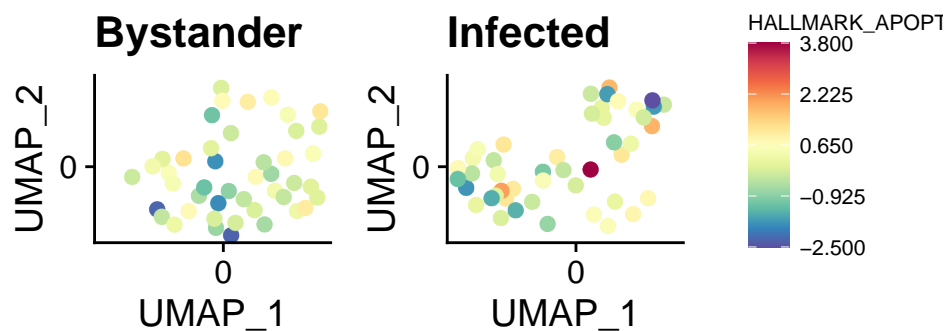 Bystander
Infected
HALLMARK_APOPT
3.800
2.225
0.650
−0.925
−2.500
UMAP_2
0
0
UMAP_1
UMAP_2
0
0
UMAP_1